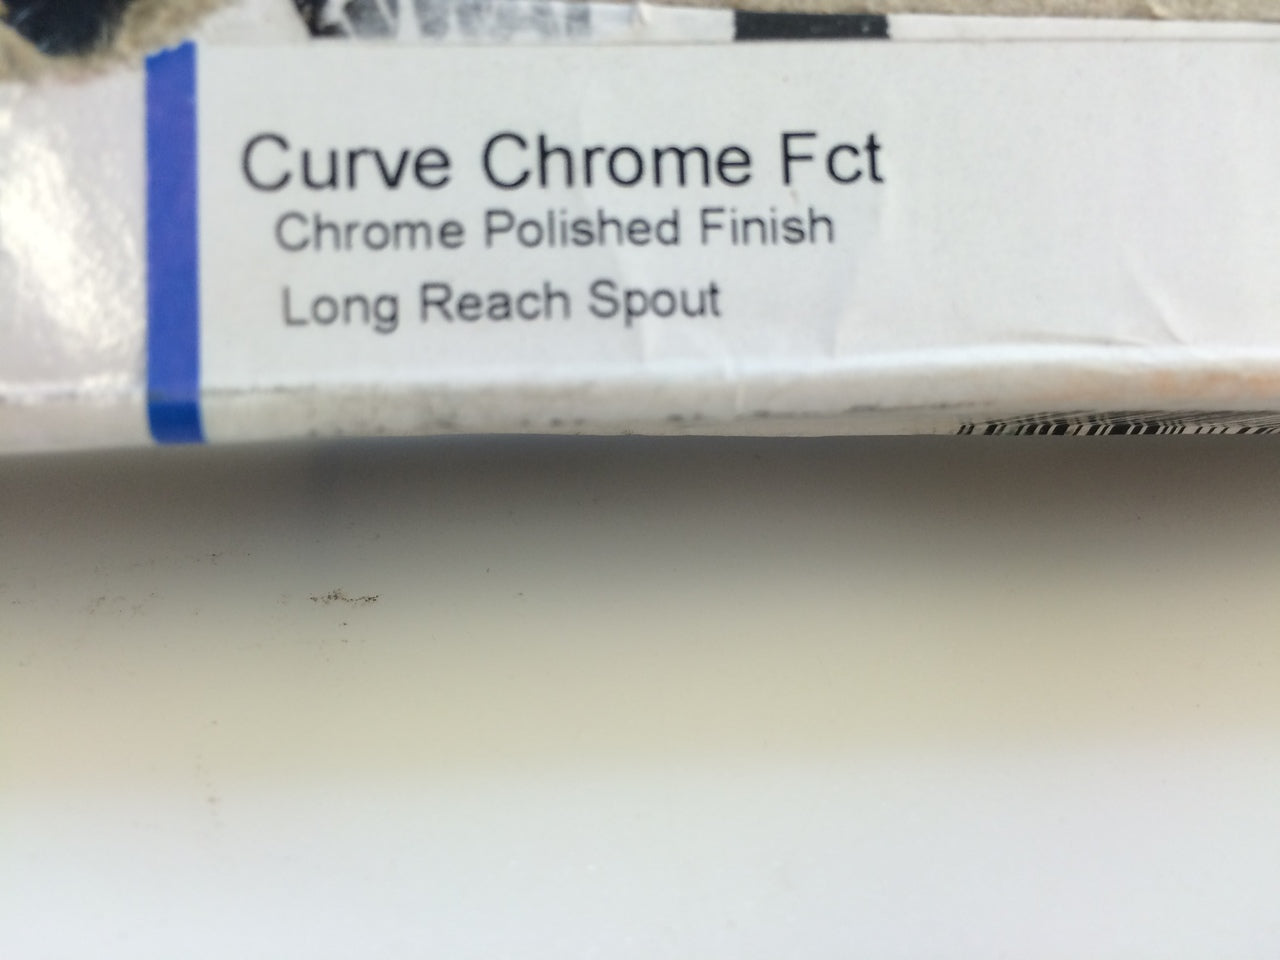 Curve Chrome Fct
Chrome Polished Finish
Long Reach Spout